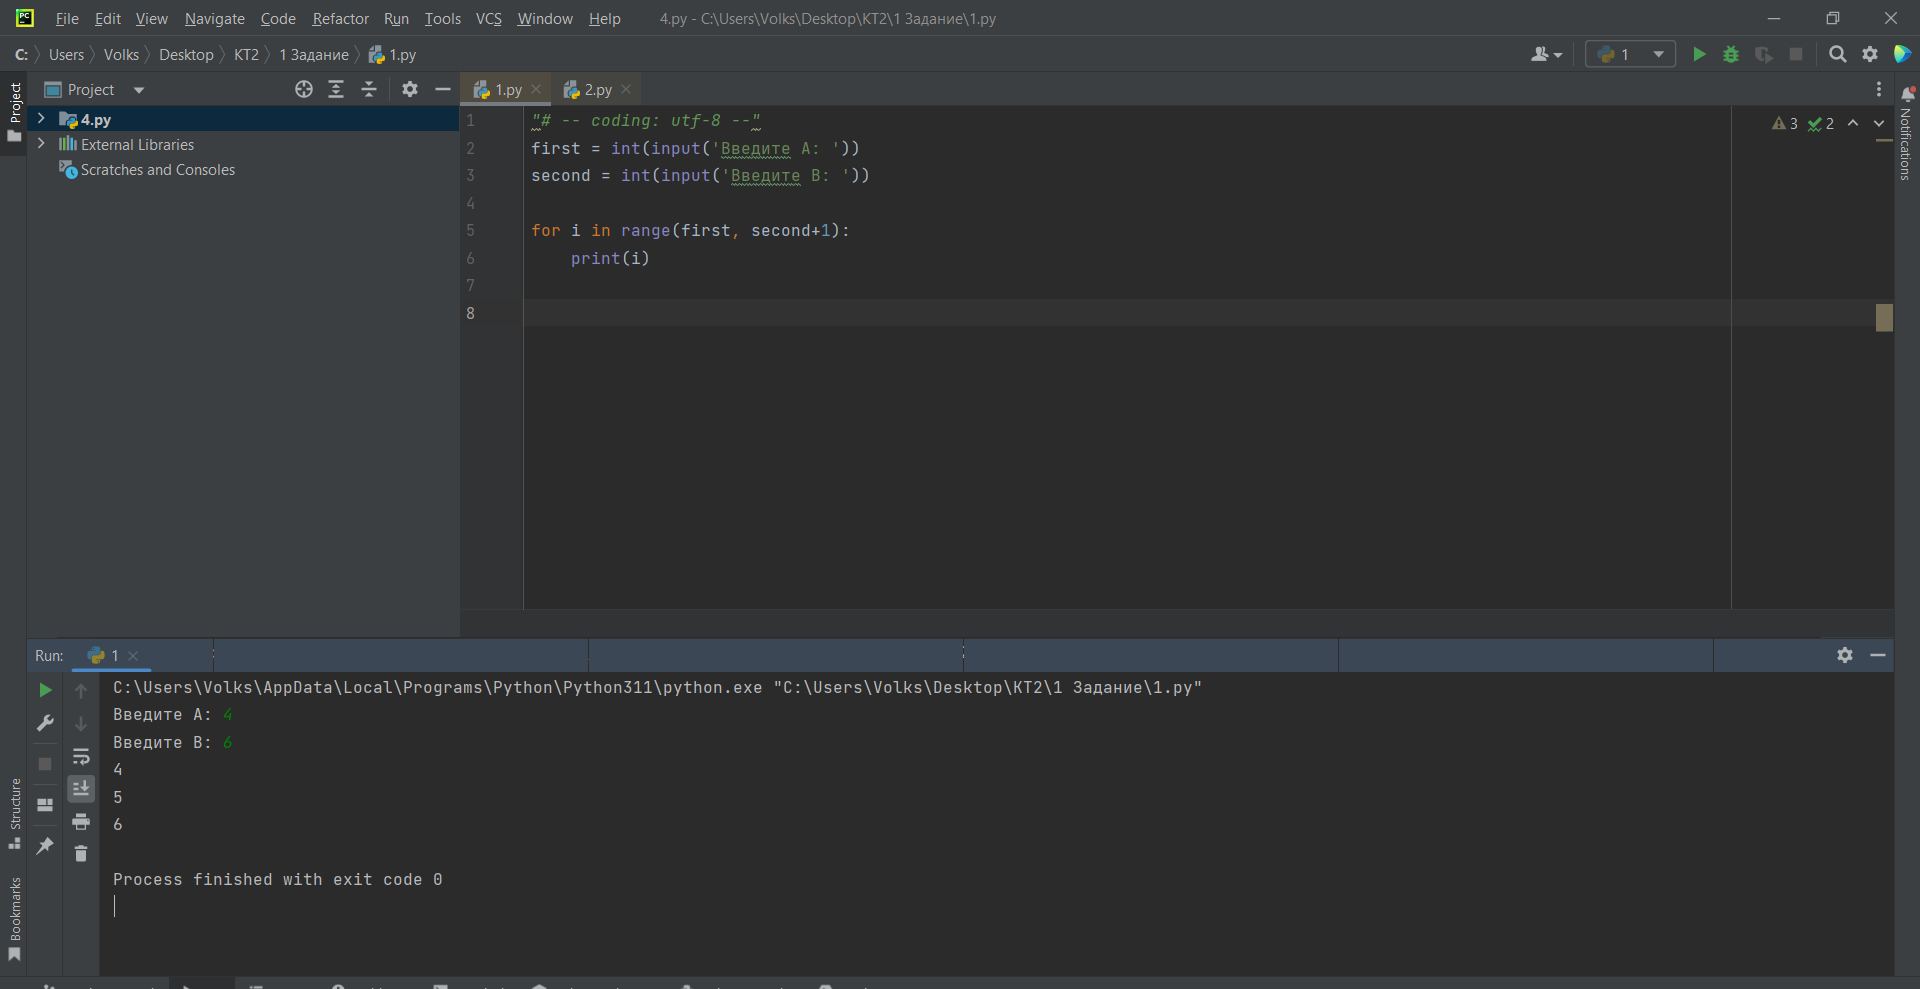 PC File Edit View Navigate Code Refactor Run Tools VCS Window Help 4.py - C:\Users\Volks\Desktop\KT2\1 Задание\1.py
C: Users Volks Desktop KT2 1 Задание 1.py 1
Project Project 1.py 2.py
4.py
External Libraries
Scratches and Consoles
1 "# -- coding: utf-8 --" 3 2
2 first = int(input('Введите A: '))
3 second = int(input('Введите B: '))
4
5 for i in range(first, second+1):
6 print(i)
7
8
Notifications
Run: 1
C:\Users\Volks\AppData\Local\Programs\Python\Python311\python.exe "C:\Users\Volks\Desktop\KT2\1 Задание\1.py"
Введите A: 4
Введите B: 6
4
5
6
Process finished with exit code 0
Structure
Bookmarks